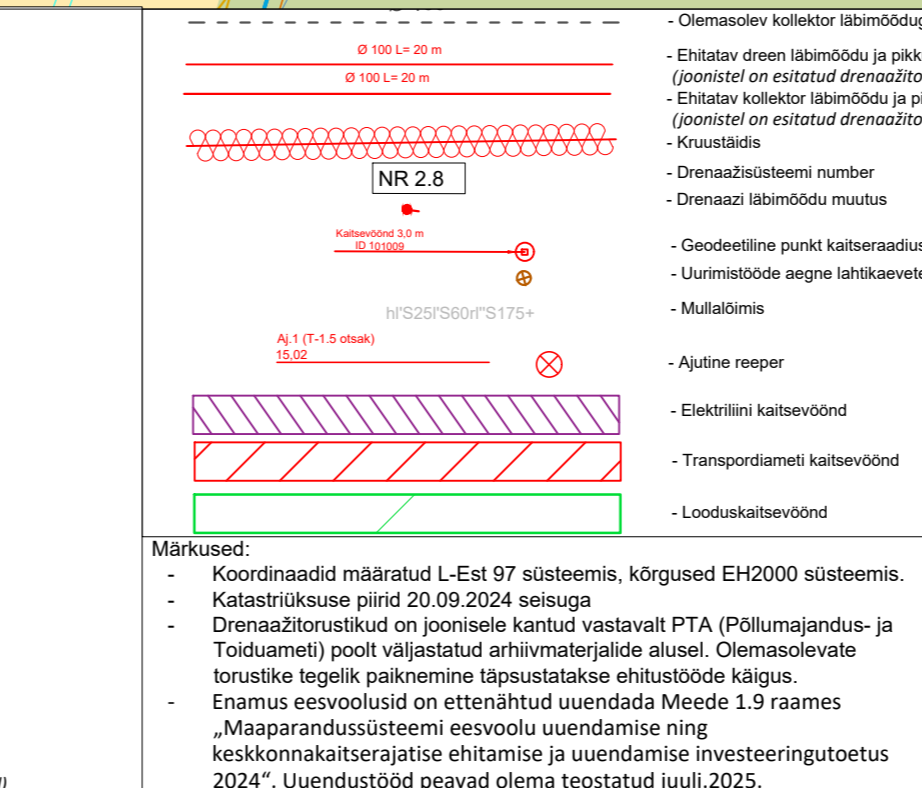 - Olemasolev kollektor läbimõõdug
Ø 100 L= 20 m
- Ehitatav dreen läbimõõdu ja pikk
(joonistel on esitatud drenaažito
Ø 100 L= 20 m
- Ehitatav kollektor läbimõõdu ja pi
(joonistel on esitatud drenaažito
- Kruustäidis
NR 2.8
- Drenaažisüsteemi number
- Drenaazi läbimõõdu muutus
Kaitsevöönd 3,0 m
ID 101009
- Geodeetiline punkt kaitseraadius
- Uurimistööde aegne lahtikaevete
hl'S25l'S60rl"S175+
- Mullalõimis
Aj.1 (T-1.5 otsak)
15,02
- Ajutine reeper
- Elektriliini kaitsevöönd
- Transpordiameti kaitsevöönd
- Looduskaitsevöönd
Märkused:
- Koordinaadid määratud L-Est 97 süsteemis, kõrgused EH2000 süsteemis.
- Katastriüksuse piirid 20.09.2024 seisuga
- Drenaažitorustikud on joonisele kantud vastavalt PTA (Põllumajandus- ja
Toiduameti) poolt väljastatud arhiivmaterjalide alusel. Olemasolevate
torustike tegelik paiknemine täpsustatakse ehitustööde käigus.
- Enamus eesvoolusid on ettenähtud uuendada Meede 1.9 raames
„Maaparandussüsteemi eesvoolu uuendamise ning
keskkonnakaitserajatise ehitamise ja uuendamise investeeringutoetus
2024“. Uuendustööd peavad olema teostatud juuli.2025.